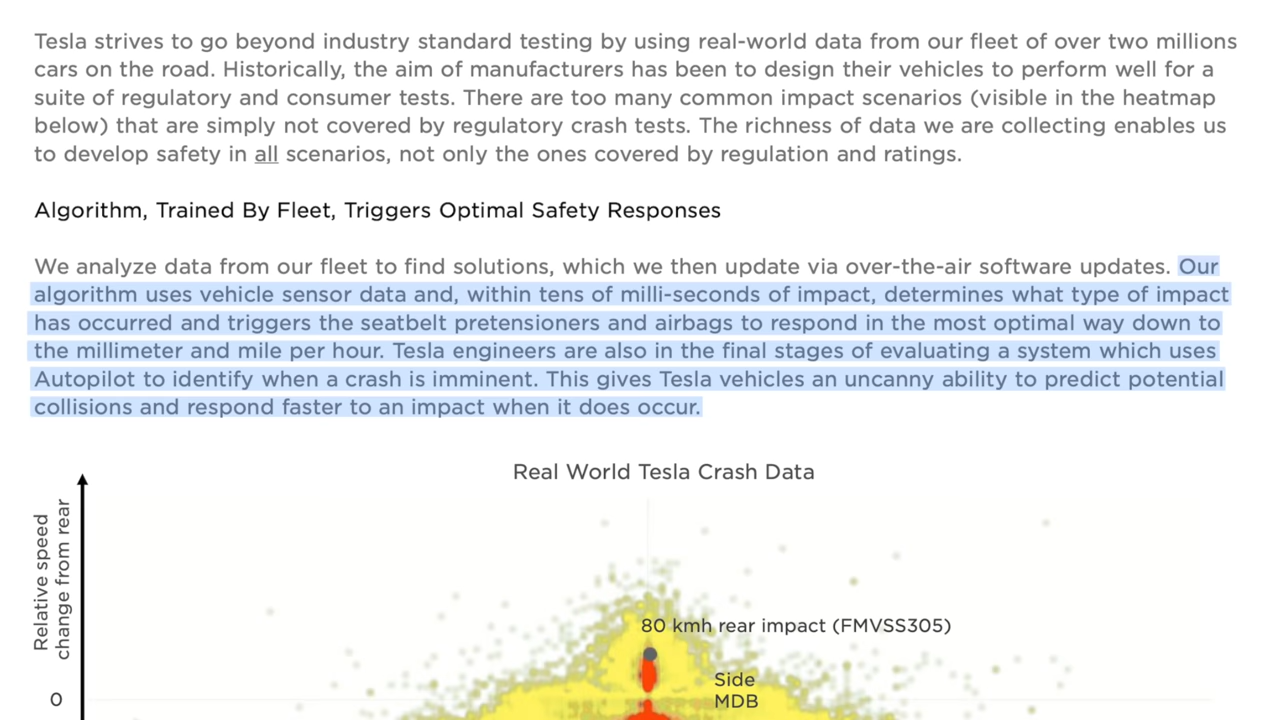 Tesla strives to go beyond industry standard testing by using real-world data from our fleet of over two millions
cars on the road. Historically, the aim of manufacturers has been to design their vehicles to perform well for a
suite of regulatory and consumer tests. There are too many common impact scenarios (visible in the heatmap
below) that are simply not covered by regulatory crash tests. The richness of data we are collecting enables us
to develop safety in all scenarios, not only the ones covered by regulation and ratings.
Algorithm, Trained By Fleet, Triggers Optimal Safety Responses
We analyze data from our fleet to find solutions, which we then update via over-the-air software updates. Our
algorithm uses vehicle sensor data and, within tens of milli-seconds of impact, determines what type of impact
has occurred and triggers the seatbelt pretensioners and airbags to respond in the most optimal way down to
the millimeter and mile per hour. Tesla engineers are also in the final stages of evaluating a system which uses
Autopilot to identify when a crash is imminent. This gives Tesla vehicles an uncanny ability to predict potential
collisions and respond faster to an impact when it does occur.
Real World Tesla Crash Data
Relative speed
change from rear
80 kmh rear impact (FMVSS305)
Side
MDB
0